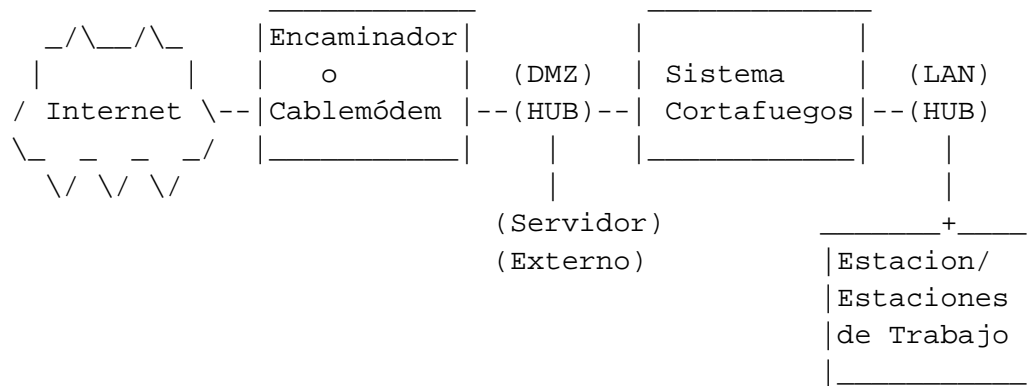 Encaminador
o (DMZ) Sistema (LAN)
Internet Cablemódem (HUB) Cortafuegos (HUB)
(Servidor)
(Externo) Estacion/
Estaciones
de Trabajo